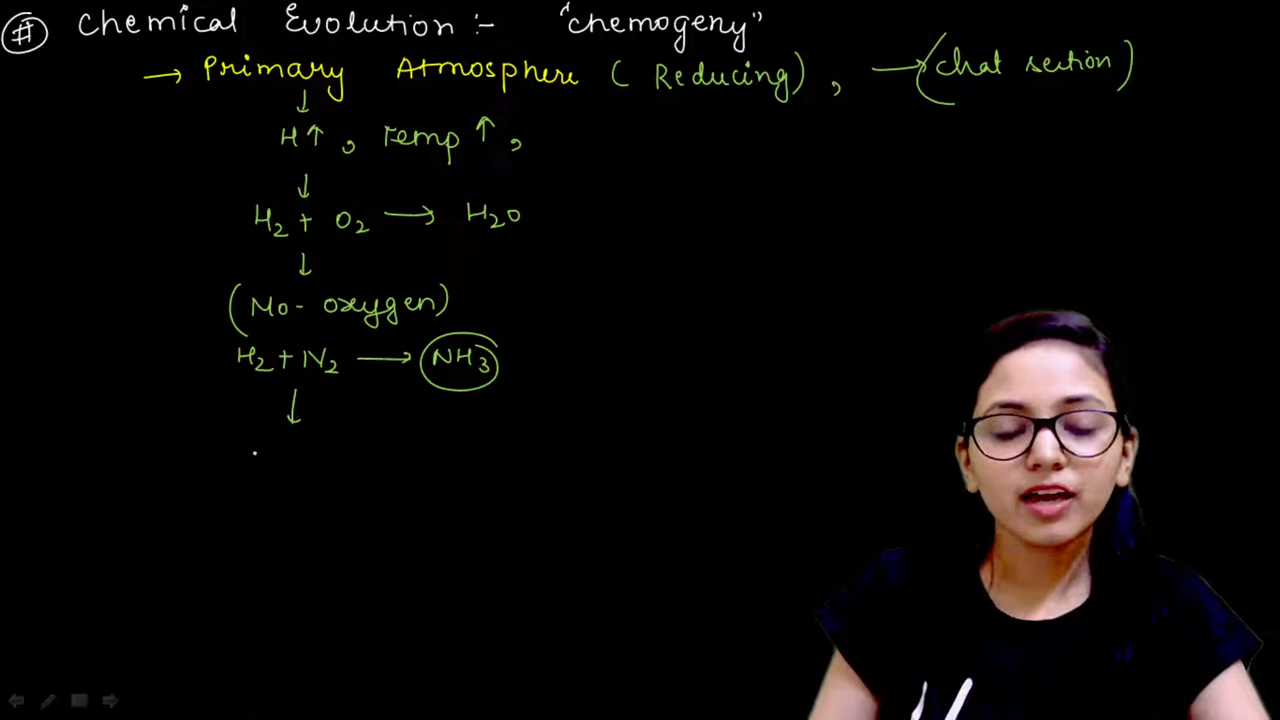 # Chemical Evolution :- "chemogeny"
→ Primary Atmosphere ( Reducing) , → (chat section)
↓
H↑ , Temp ↑ ,
↓
H2 + O2 → H2O
↓
(No- oxygen)
H2 + N2 → NH3
↓